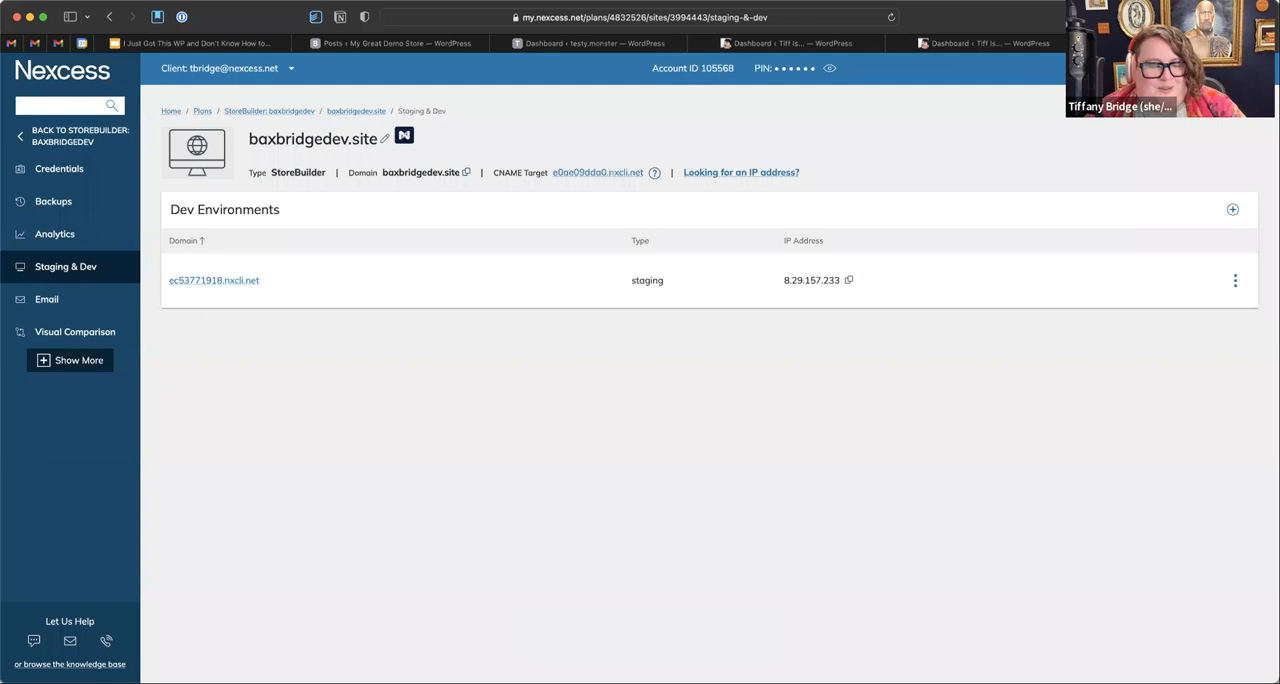 my.nexcess.net/plans/4832526/sites/3994443/staging-&-dev
I Just Got This WP and Don't Know How to...
Posts ‹ My Great Demo Store — WordPress
Dashboard ‹ testy.monster — WordPress
Dashboard ‹ Tiff Is... — WordPress
Dashboard ‹ Tiff Is... — WordPress
Tiffany Bridge (she/...
Nexcess
Client: tbridge@nexcess.net
Account ID 105568
PIN: • • • • • •
BACK TO STOREBUILDER:
BAXBRIDGEDEV
Credentials
Backups
Analytics
Staging & Dev
Email
Visual Comparison
Show More
Let Us Help
or browse the knowledge base
Home / Plans / StoreBuilder: baxbridgedev / baxbridgedev.site / Staging & Dev
baxbridgedev.site
Type StoreBuilder | Domain baxbridgedev.site | CNAME Target e0ae09dda0.nxcli.net | Looking for an IP address?
Dev Environments
Domain ↑ Type IP Address
ec53771918.nxcli.net staging 8.29.157.233